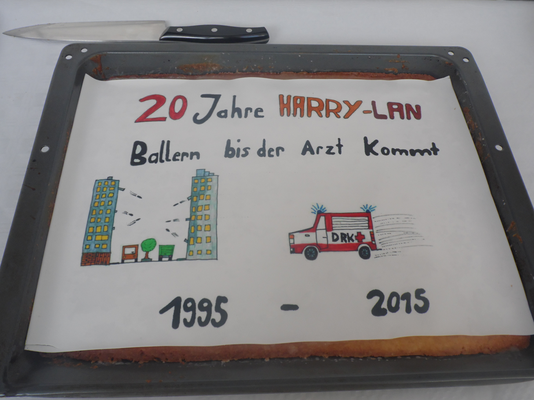 20 Jahre HARRY-LAN
Ballern bis der Arzt Kommt
DRK
1995 - 2015